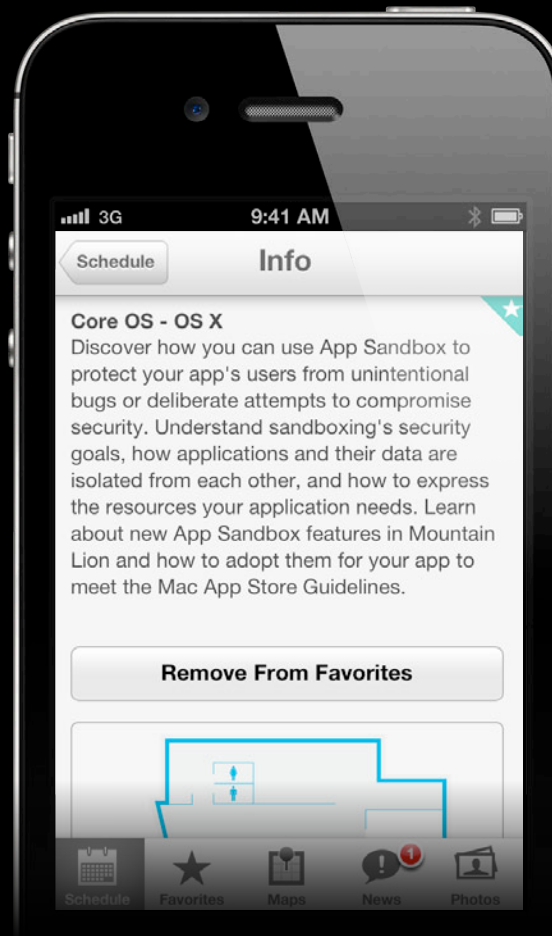 3G
9:41 AM
Schedule
Info
Core OS - OS X
Discover how you can use App Sandbox to
protect your app's users from unintentional
bugs or deliberate attempts to compromise
security. Understand sandboxing's security
goals, how applications and their data are
isolated from each other, and how to express
the resources your application needs. Learn
about new App Sandbox features in Mountain
Lion and how to adopt them for your app to
meet the Mac App Store Guidelines.
Remove From Favorites
1
Schedule
Favorites
Maps
News
Photos